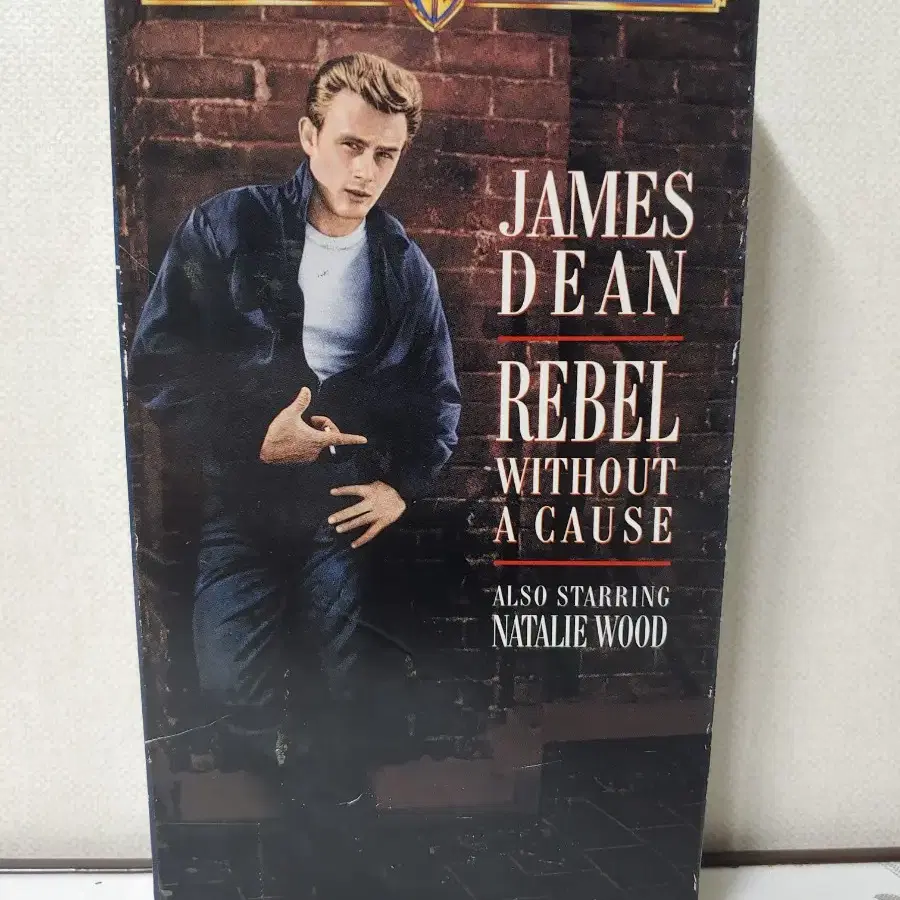 JAMES
DEAN
REBEL
WITHOUT
A CAUSE
ALSO STARRING
NATALIE WOOD